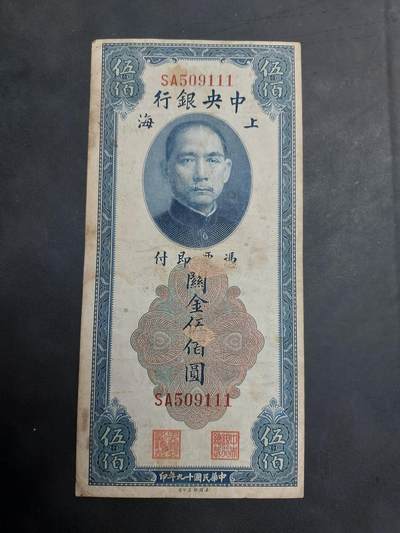 伍佰
伍佰
SA509111
中央銀行
上海
憑票即付
關金伍佰圓
SA509111
伍佰
伍佰
中華民國十九年印